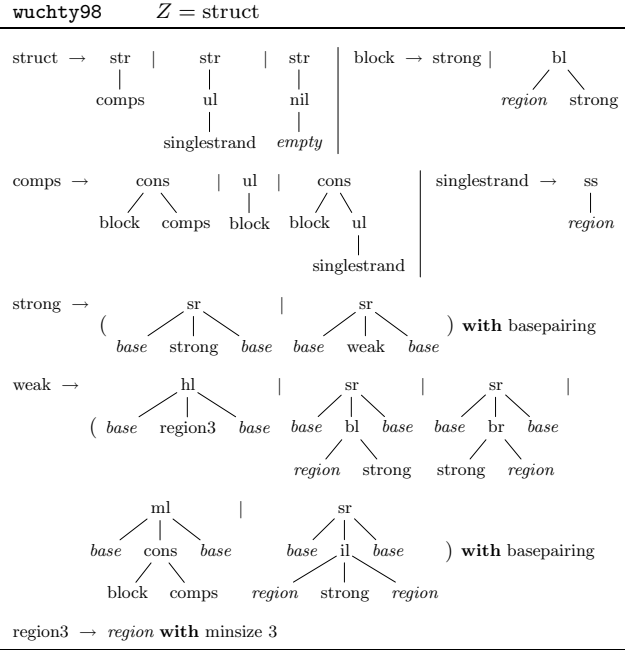 wuchty98 Z = struct
struct → str | str | str block → strong | bl
comps ul nil region strong
singlestrand empty
comps → cons | ul | cons singlestrand → ss
block comps block block ul region
singlestrand
strong → sr | sr
( base strong base base weak base ) with basepairing
weak → hl | sr | sr |
( base region3 base base bl base base br base
region strong strong region
ml | sr
base cons base base il base ) with basepairing
block comps region strong region
region3 → region with minsize 3